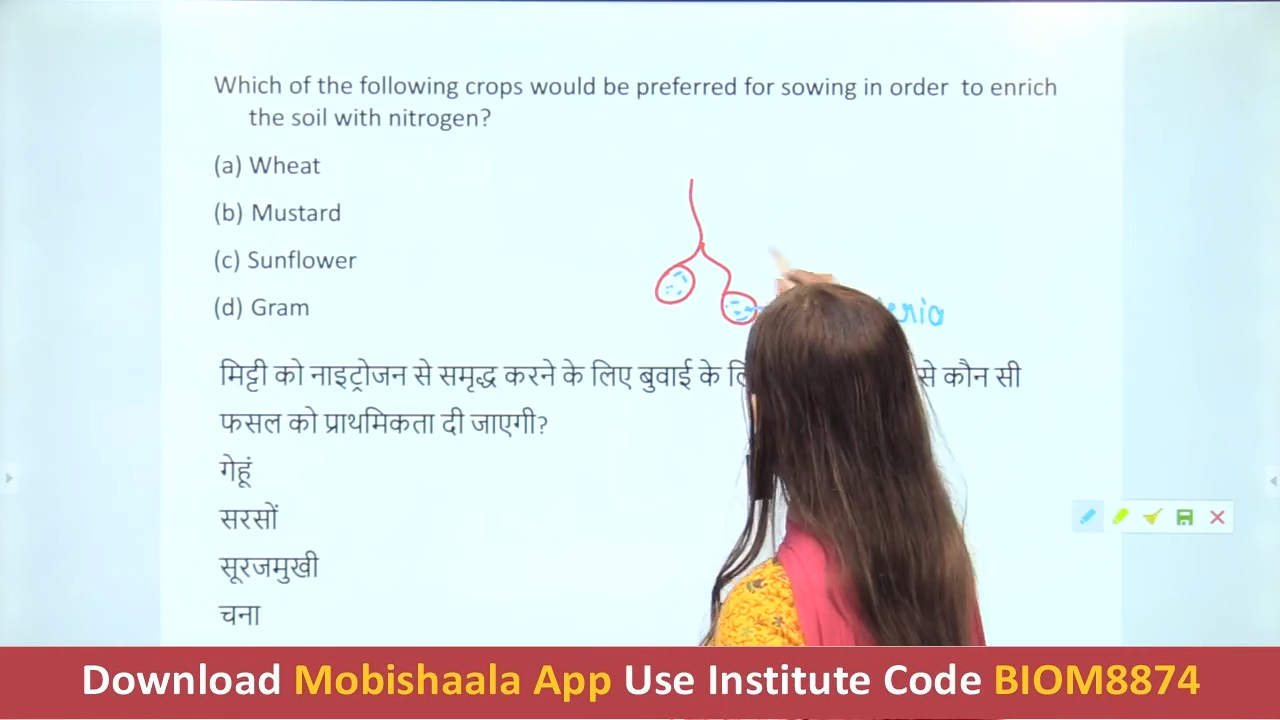 Which of the following crops would be preferred for sowing in order to enrich
the soil with nitrogen?
(a) Wheat
(b) Mustard
(c) Sunflower
(d) Gram
मिट्टी को नाइट्रोजन से समृद्ध करने के लिए बुवाई के से कौन सी
फसल को प्राथमिकता दी जाएगी?
गेहूं
सरसों
सूरजमुखी
चना
Download Mobishaala App Use Institute Code BIOM8874